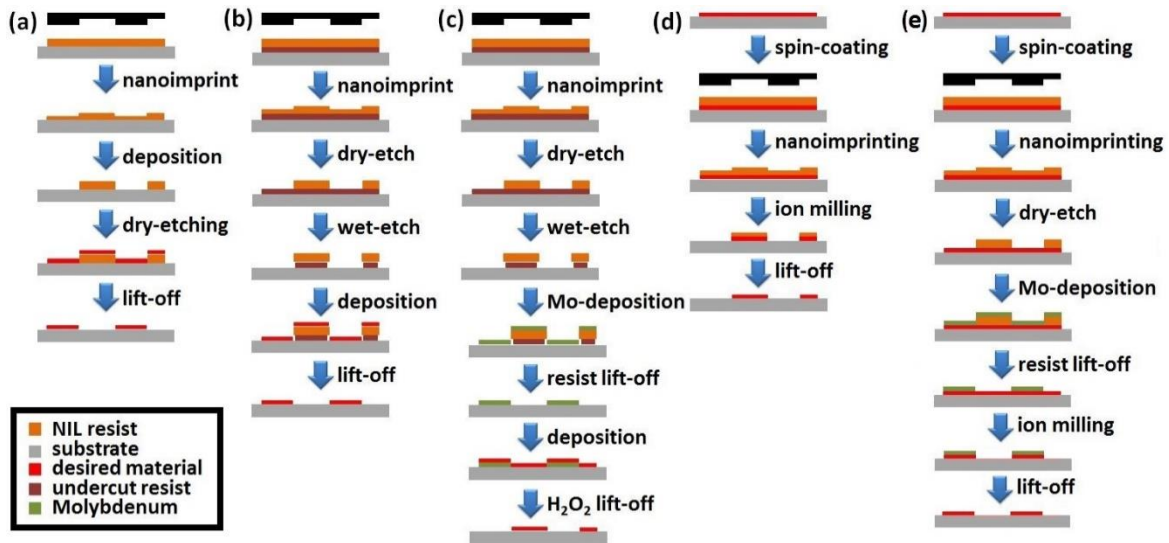 (a)
nanoimprint
deposition
dry-etching
lift-off
(b)
nanoimprint
dry-etch
wet-etch
deposition
lift-off
(c)
nanoimprint
dry-etch
wet-etch
Mo-deposition
resist lift-off
deposition
H₂O₂ lift-off
(d)
spin-coating
nanoimprinting
ion milling
lift-off
(e)
spin-coating
nanoimprinting
dry-etch
Mo-deposition
resist lift-off
ion milling
lift-off
NIL resist
substrate
desired material
undercut resist
Molybdenum